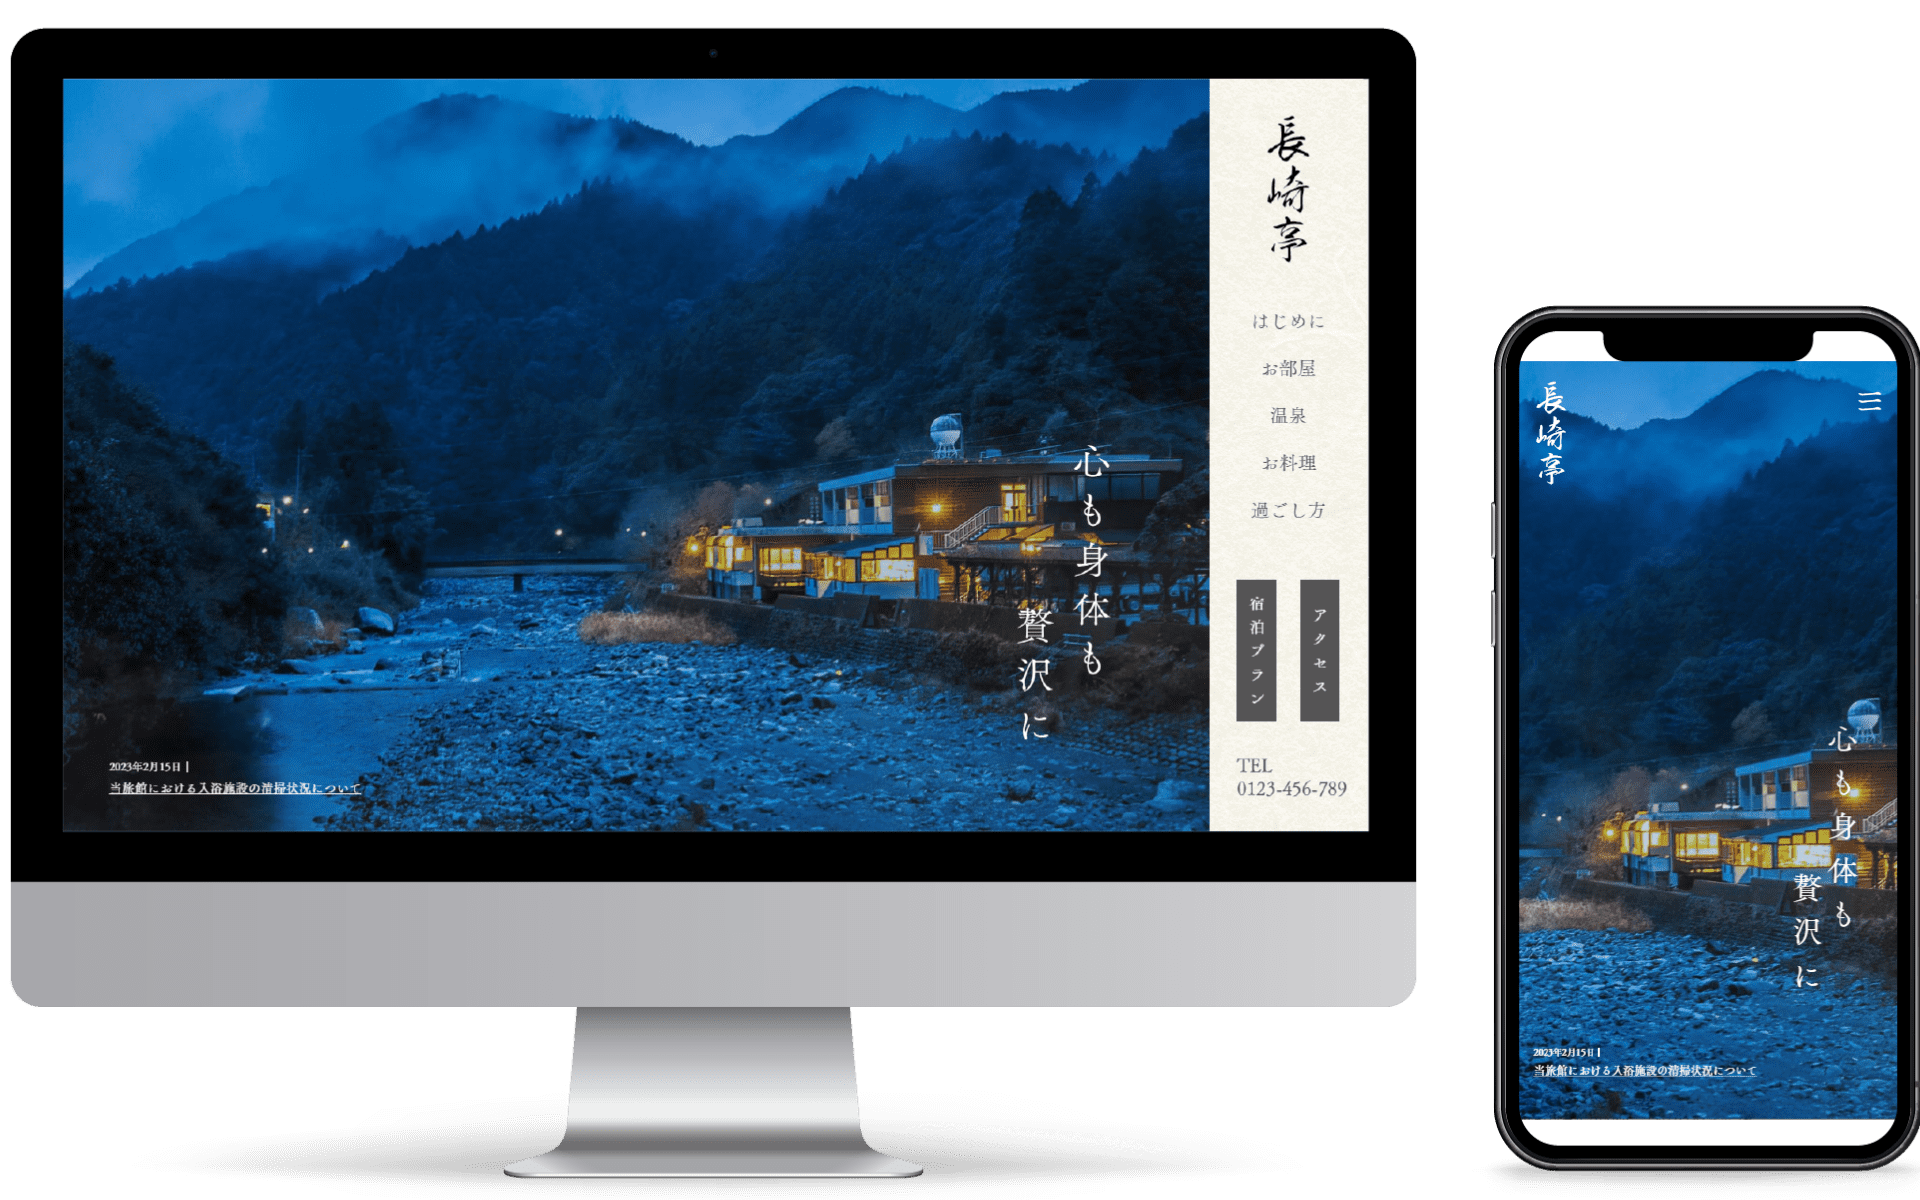 長崎亭
はじめに
お部屋
温泉
お料理
過ごし方
アクセス
宿泊プラン
TEL
0123-456-789
心も身体も
贅沢に
2023年2月15日 |
当旅館における入浴施設の清掃状況について
長崎亭
心も身体も
贅沢に
2023年2月15日 |
当旅館における入浴施設の清掃状況について